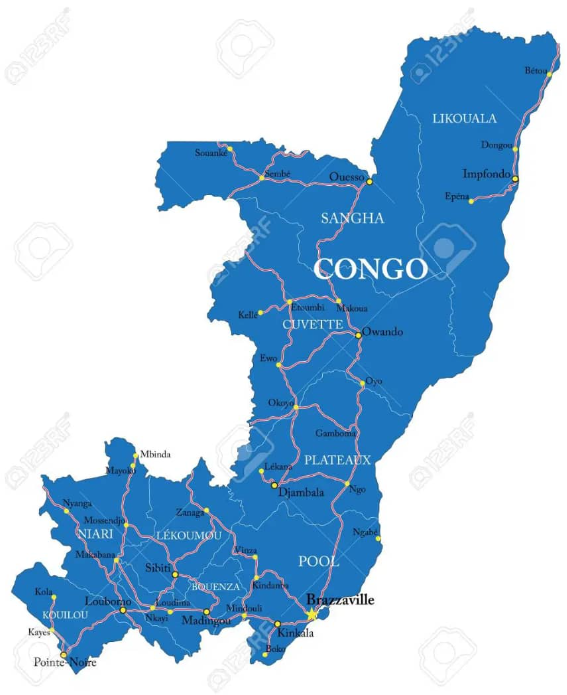 123RF
123RF
Bétou
LIKOUALA
Dongou
Souanké
Sembé
Ouesso
Impfondo
Epéna
SANGHA
CONGO
Kellé
Etoumbi
Makoua
CUVETTE
Owando
Ewo
Oyo
Okoyo
Gamboma
Mbinda
Mayoko
Lékana
PLATEAUX
Djambala
Ngo
Nyanga
Zanaga
Mossendjo
NIARI
LÉKOUMOU
Ngabé
Makabana
Vinza
POOL
Sibiti
Kindamba
BOUENZA
Kola
Brazzaville
Loubomo
Loudima
KOUILOU
Nkayi
Madingou
Mindouli
Kayes
Kinkala
Pointe-Noire
Boko
123RF